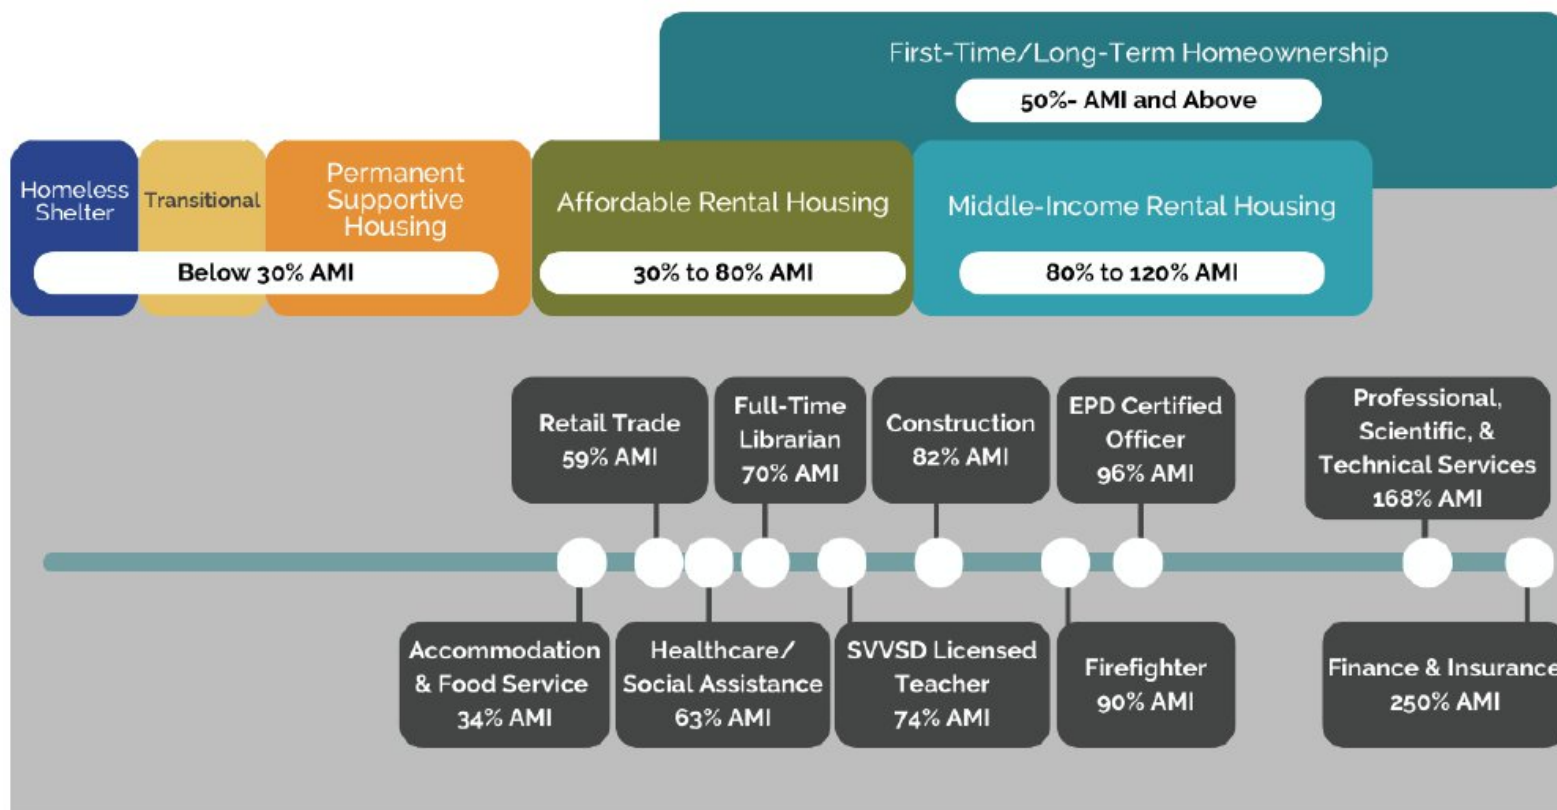 First-Time/Long-Term Homeownership
50%- AMI and Above
Homeless
Shelter
Transitional
Permanent
Supportive
Housing
Below 30% AMI
Affordable Rental Housing
30% to 80% AMI
Middle-Income Rental Housing
80% to 120% AMI
Retail Trade
59% AMI
Full-Time
Librarian
70% AMI
Construction
82% AMI
EPD Certified
Officer
96% AMI
Professional,
Scientific, &
Technical Services
168% AMI
Accommodation
& Food Service
34% AMI
Healthcare/
Social Assistance
63% AMI
SVVSD Licensed
Teacher
74% AMI
Firefighter
90% AMI
Finance & Insurance
250% AMI